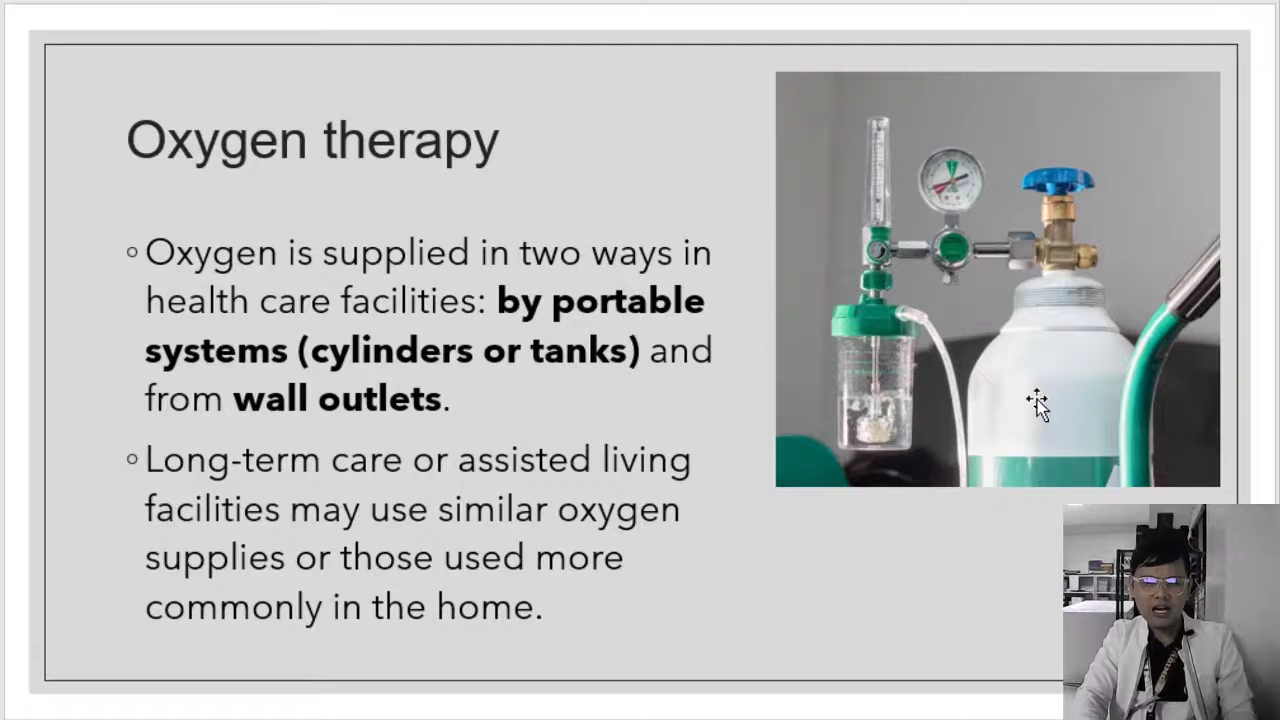 Oxygen therapy
◦ Oxygen is supplied in two ways in
health care facilities: by portable
systems (cylinders or tanks) and
from wall outlets.
◦ Long-term care or assisted living
facilities may use similar oxygen
supplies or those used more
commonly in the home.